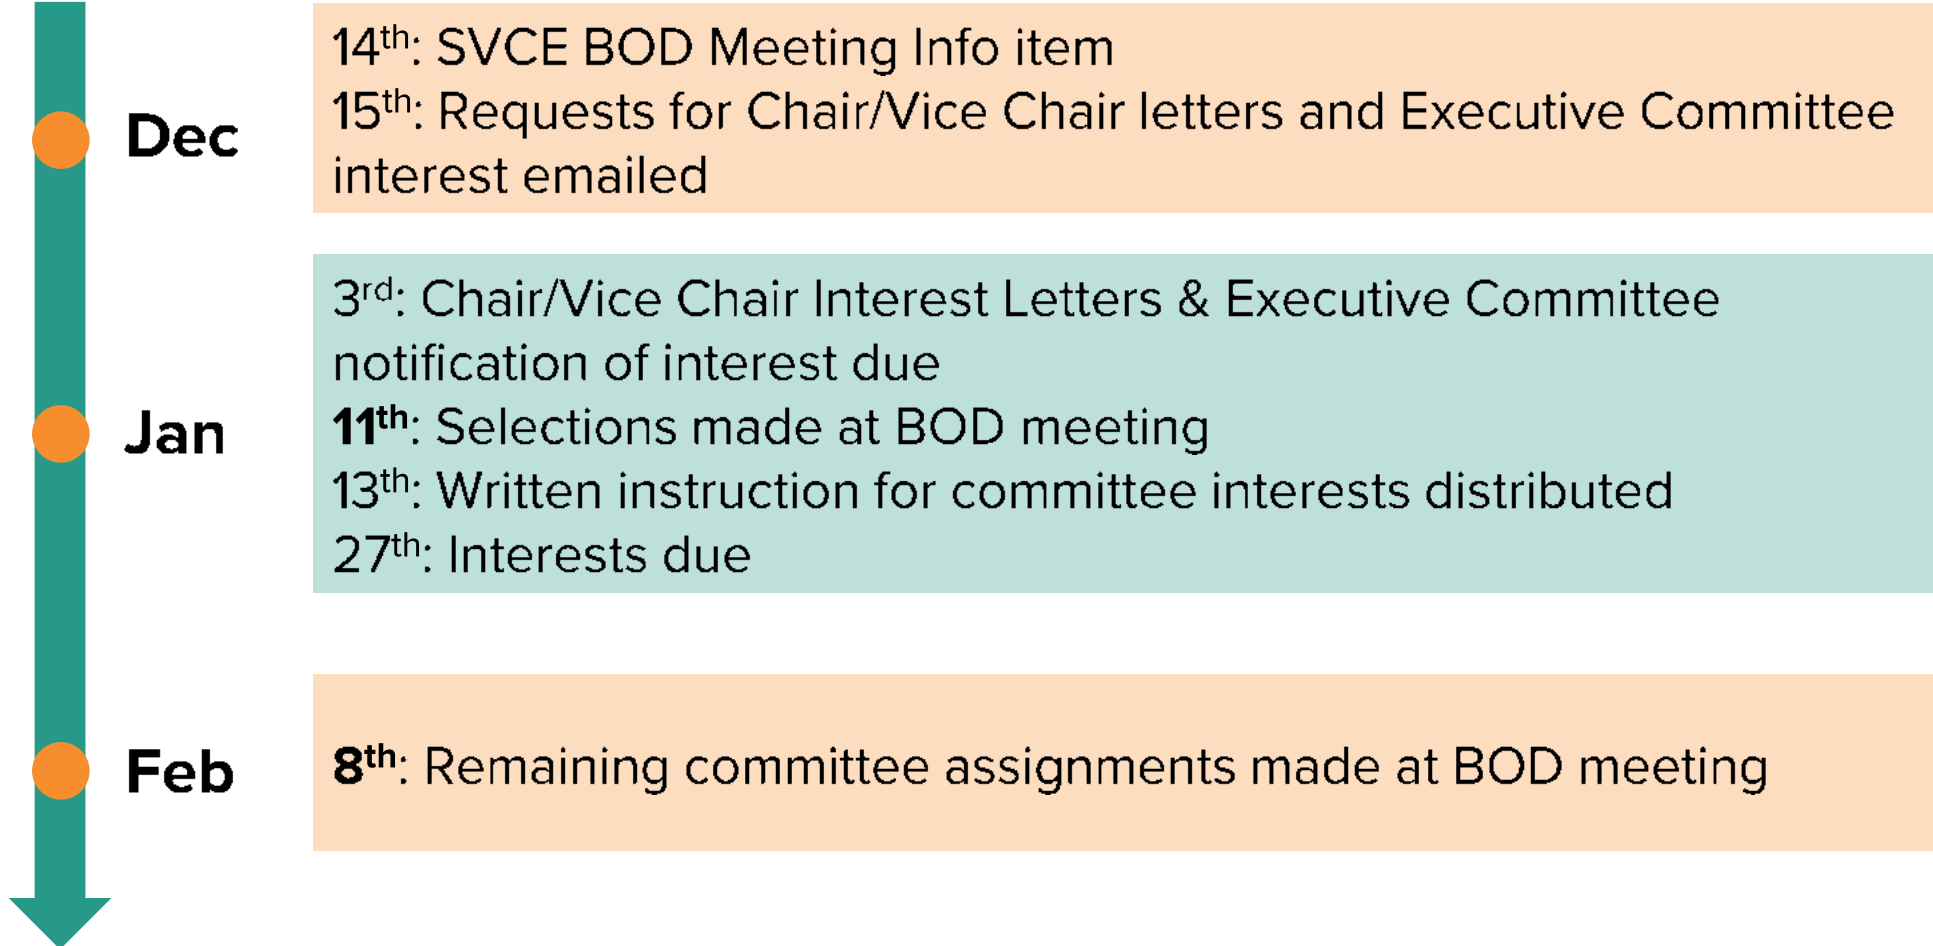 Dec
14th: SVCE BOD Meeting Info item
15th: Requests for Chair/Vice Chair letters and Executive Committee
interest emailed
Jan
3rd: Chair/Vice Chair Interest Letters & Executive Committee
notification of interest due
11th: Selections made at BOD meeting
13th: Written instruction for committee interests distributed
27th: Interests due
Feb
8th: Remaining committee assignments made at BOD meeting